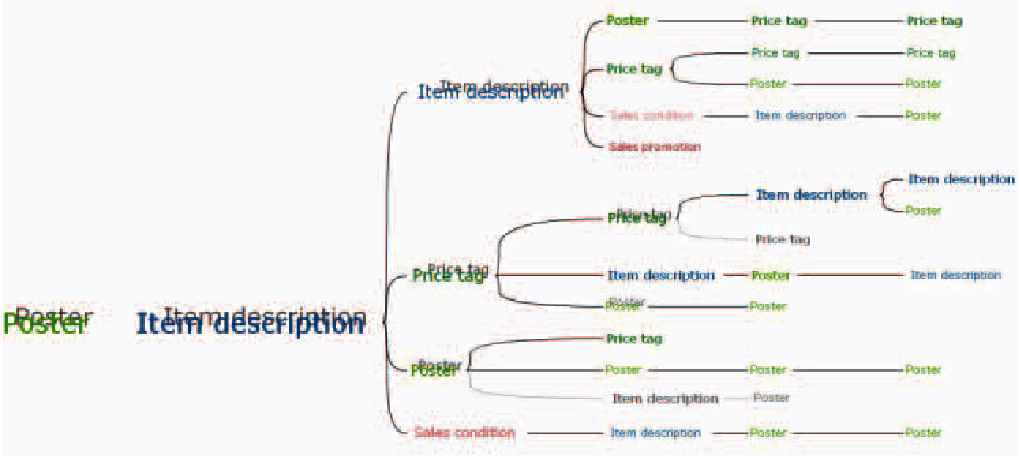 Poster Price tag Price tag
Price tag Price tag
Price tag
Item description
Poster Poster
Sales condition Item description Poster
Sales promotion
Item description
Item description
Price tag
Poster
Price tag
Price tag Item description Poster Item description
Poster Poster
Poster Item description
Price tag
Poster Poster Poster Poster
Item description Poster
Sales condition Item description Poster Poster